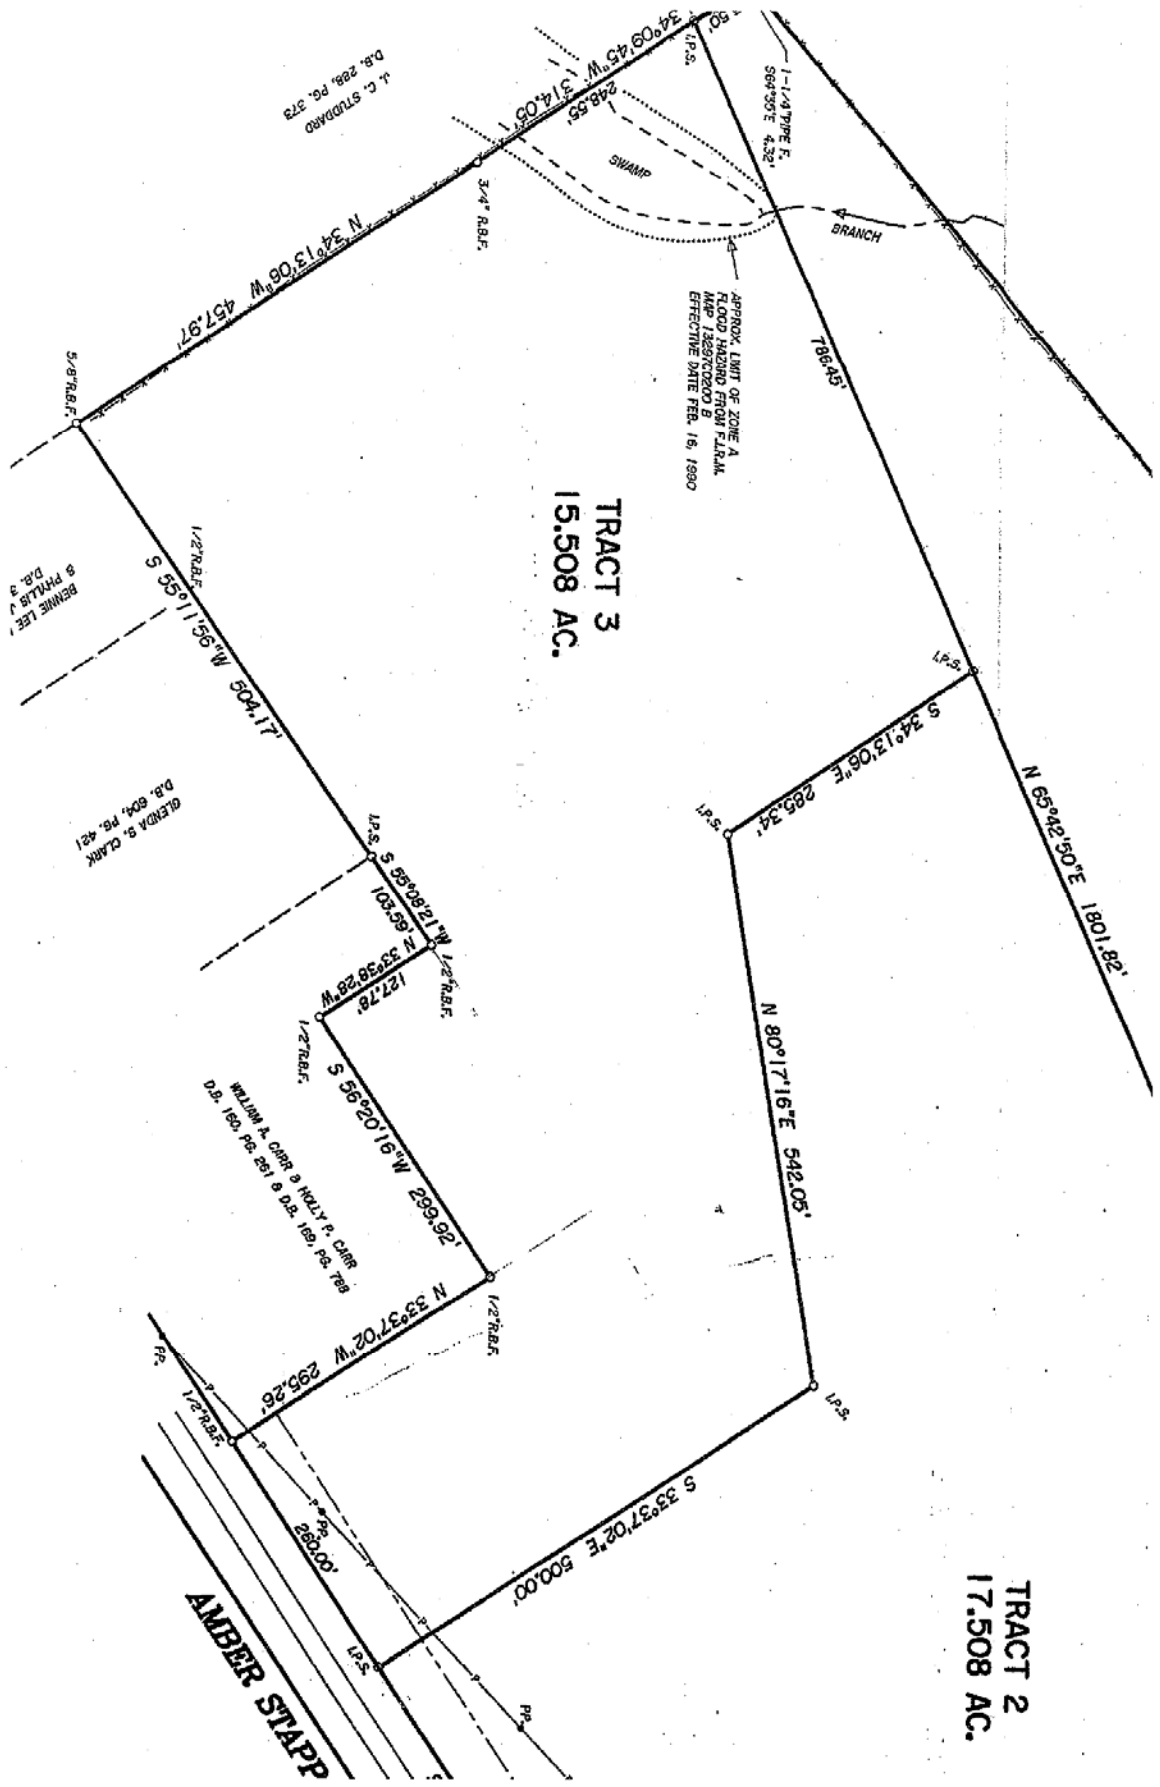 50'
34°09'45"W
314.05'
248.55'
I.P.S.
1-1/4"PIPE F.
S64°35'E 4.32'
J. C. STUDDARD
D.B. 288, PG. 373
SWAMP
BRANCH
3/4" R.B.F.
N 34°13'06"W 457.97'
5/8"R.B.F.
APPROX. LIMIT OF ZONE A
FLOOD HAZARD FROM F.I.R.M.
MAP 13297C0200 B
EFFECTIVE DATE FEB. 16, 1990
786.45'
TRACT 3
15.508 AC.
I.P.S.
N 65°42'50"E 1801.82'
S 34°13'06"E 285.34'
I.P.S.
1/2"R.B.F.
S 55°11'56"W 504.17'
BENNIE LEE
& PHYLLIS J
D.B. 3
GLENDA S. CLARK
D.B. 604, PG. 421
I.P.S.
S 55°08'21"W
103.59'
1/2"R.B.F.
N 33°38'28"W
127.78'
1/2"R.B.F.
S 56°20'16"W 299.92'
WILLIAM A. CARR & HOLLY P. CARR
D.B. 160, PG. 261 & D.B. 169, PG. 788
1/2"R.B.F.
N 33°37'02"W 295.26'
N 80°17'16"E 542.05'
I.P.S.
S 33°37'02"E 500.00'
PP.
P
1/2"R.B.F.
P
P
P
PP.
P
260.00'
P
P
I.P.S.
PP.
AMBER STAPP
TRACT 2
17.508 AC.